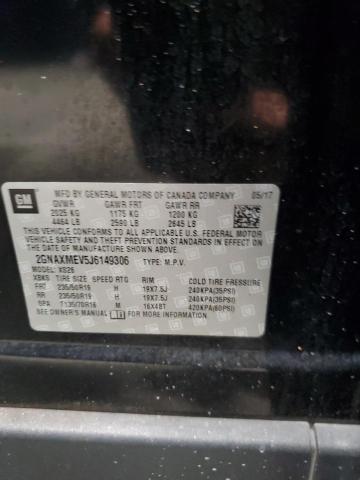 GM
MFD BY GENERAL MOTORS OF CANADA COMPANY 05/17
GVWR GAWR FRT GAWR RR
2025 KG 1175 KG 1200 KG
4464 LB 2590 LB 2645 LB
THIS VEHICLE CONFORMS TO ALL APPLICABLE U.S. FEDERAL MOTOR
VEHICLE SAFETY, BUMPER, AND THEFT PREVENTION STANDARDS
IN EFFECT ON THE DATE OF MANUFACTURE SHOWN ABOVE.
2GNAXMEV5J6149306 TYPE: M.P.V.
MODEL: XS26
XBKS TIRE SIZE SPEED RTG RIM COLD TIRE PRESSURE
FRT 235/50R19 H 19X7.5J 240KPA(35PSI)
RR 235/50R19 H 19X7.5J 240KPA(35PSI)
SPA T135/70R16 16X4BT 420KPA(60PSI)
SEE OWNER'S MANUAL FOR ADDITIONAL INFORMATION